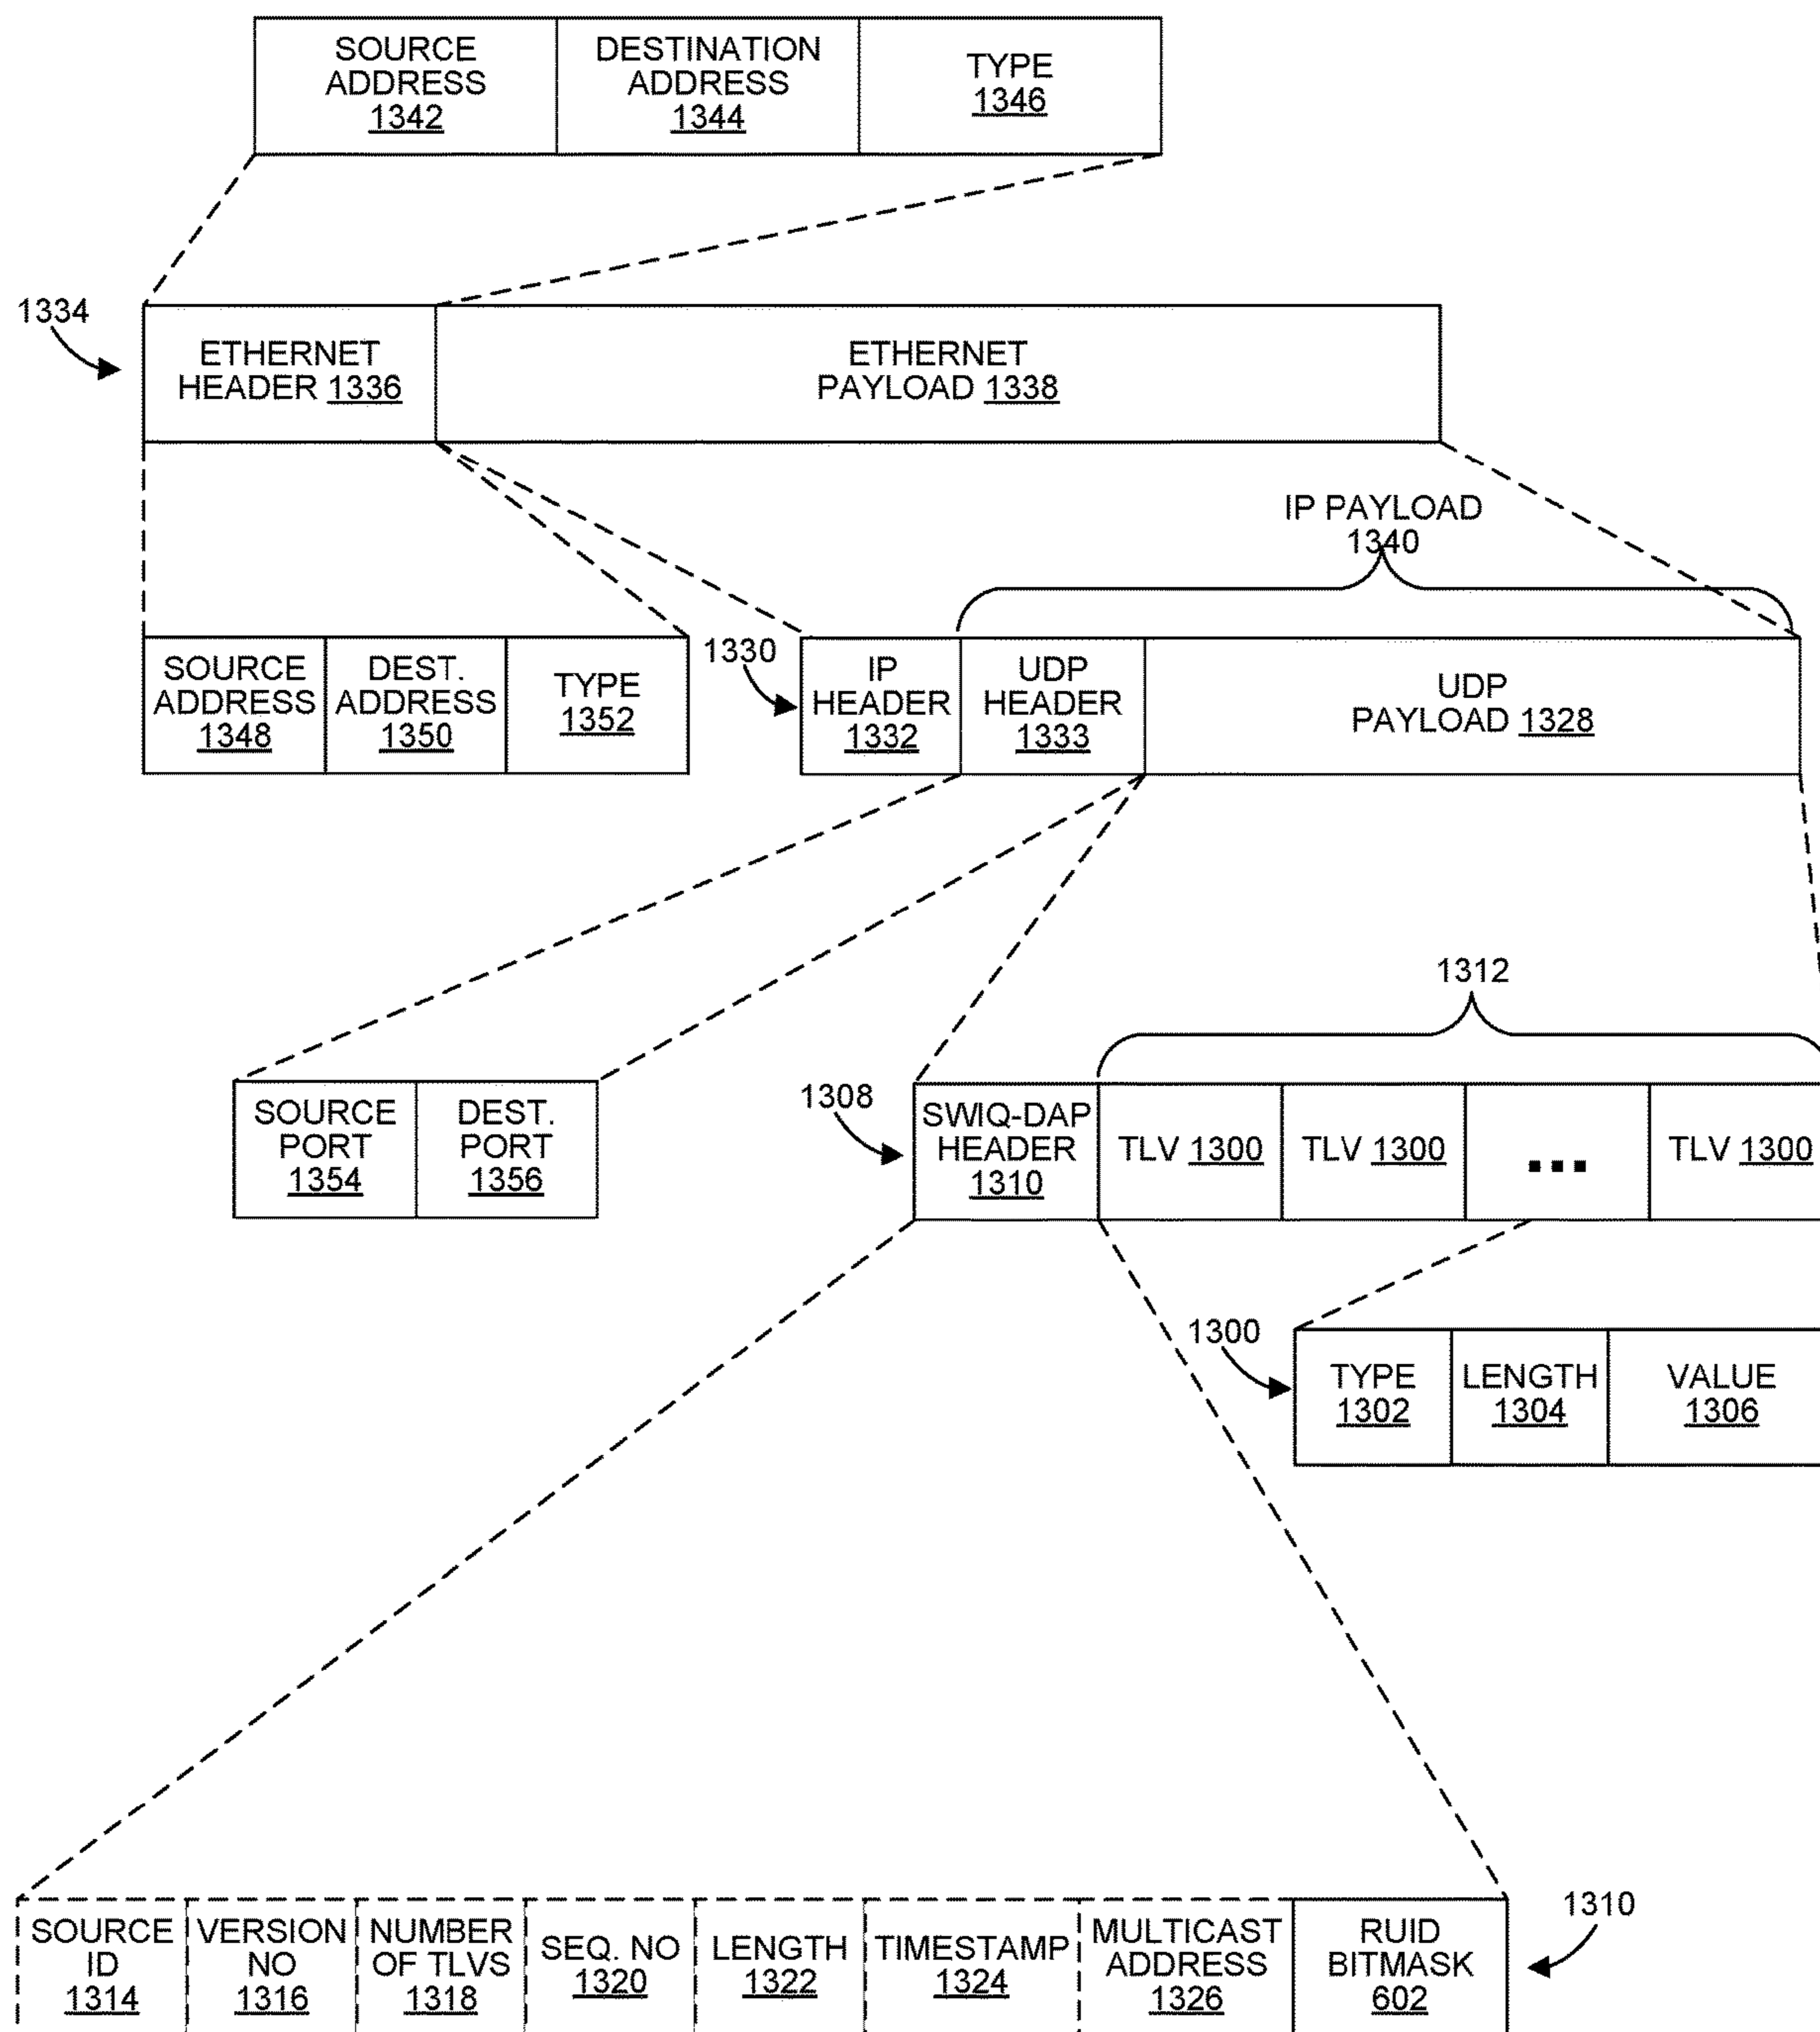 SOURCE
ADDRESS
1342
DESTINATION
ADDRESS
1344
TYPE
1346
1334
ETHERNET
HEADER 1336
ETHERNET
PAYLOAD 1338
IP PAYLOAD
1340
SOURCE
ADDRESS
1348
DEST.
ADDRESS
1350
TYPE
1352
1330
IP
HEADER
1332
UDP
HEADER
1333
UDP
PAYLOAD 1328
1312
SOURCE
PORT
1354
DEST.
PORT
1356
1308
SWIQ-DAP
HEADER
1310
TLV 1300
TLV 1300
...
TLV 1300
1300
TYPE
1302
LENGTH
1304
VALUE
1306
SOURCE
ID
1314
VERSION
NO
1316
NUMBER
OF TLVS
1318
SEQ. NO
1320
LENGTH
1322
TIMESTAMP
1324
MULTICAST
ADDRESS
1326
RUID
BITMASK
602
1310